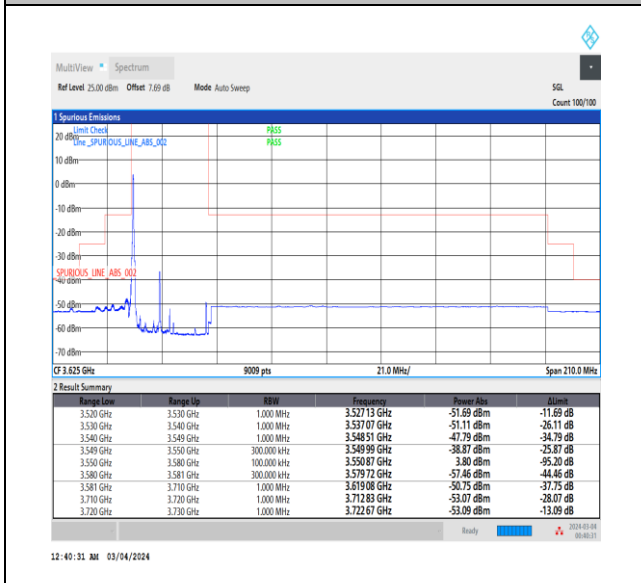 MultiView Spectrum
Ref Level 25.00 dBm Offset 7.69 dB Mode Auto Sweep SGL
Count 100/100
1 Spurious Emissions
Limit Check PASS
20 dBm
Line _SPURIOUS_LINE_ABS_002 PASS
10 dBm
0 dBm
-10 dBm
-20 dBm
-30 dBm
SPURIOUS_LINE_ABS_002
-40 dBm
-50 dBm
-60 dBm
-70 dBm
CF 3.625 GHz 9009 pts 21.0 MHz/ Span 210.0 MHz
2 Result Summary
Range Low Range Up RBW Frequency Power Abs ΔLimit
3.520 GHz 3.530 GHz 1.000 MHz 3.52713 GHz -51.69 dBm -11.69 dB
3.530 GHz 3.540 GHz 1.000 MHz 3.53707 GHz -51.11 dBm -26.11 dB
3.540 GHz 3.549 GHz 1.000 MHz 3.54851 GHz -47.79 dBm -34.79 dB
3.549 GHz 3.550 GHz 300.000 kHz 3.54999 GHz -38.87 dBm -25.87 dB
3.550 GHz 3.580 GHz 100.000 kHz 3.55087 GHz 3.80 dBm -95.20 dB
3.580 GHz 3.581 GHz 300.000 kHz 3.57972 GHz -57.46 dBm -44.46 dB
3.581 GHz 3.710 GHz 1.000 MHz 3.61908 GHz -50.75 dBm -37.75 dB
3.710 GHz 3.720 GHz 1.000 MHz 3.71283 GHz -53.07 dBm -28.07 dB
3.720 GHz 3.730 GHz 1.000 MHz 3.72267 GHz -53.09 dBm -13.09 dB
Ready 2024-03-04
00:40:31
12:40:31 AM 03/04/2024